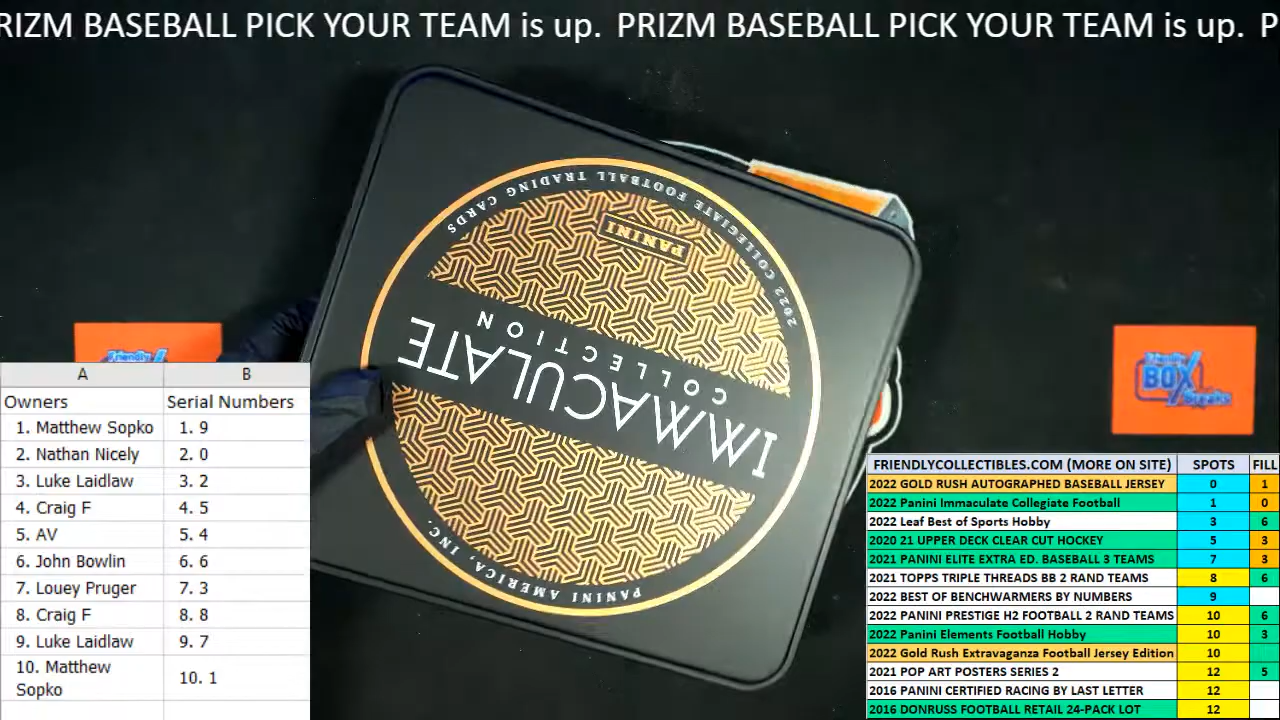 RIZM BASEBALL PICK YOUR TEAM is up. PRIZM BASEBALL PICK YOUR TEAM is up. P
2022 COLLEGIATE FOOTBALL TRADING CARDS
PANINI
IMMACULATE
COLLECTION
PANINI AMERICA, INC.
Friendly
Friendly
BOX
Breaks
A B
Owners Serial Numbers
1. Matthew Sopko 1. 9
2. Nathan Nicely 2. 0
3. Luke Laidlaw 3. 2
4. Craig F 4. 5
5. AV 5. 4
6. John Bowlin 6. 6
7. Louey Pruger 7. 3
8. Craig F 8. 8
9. Luke Laidlaw 9. 7
10. Matthew
Sopko 10. 1
FRIENDLYCOLLECTIBLES.COM (MORE ON SITE) SPOTS FILL
2022 GOLD RUSH AUTOGRAPHED BASEBALL JERSEY 0 1
2022 Panini Immaculate Collegiate Football 1 0
2022 Leaf Best of Sports Hobby 3 6
2020 21 UPPER DECK CLEAR CUT HOCKEY 5 3
2021 PANINI ELITE EXTRA ED. BASEBALL 3 TEAMS 7 3
2021 TOPPS TRIPLE THREADS BB 2 RAND TEAMS 8 6
2022 BEST OF BENCHWARMERS BY NUMBERS 9
2022 PANINI PRESTIGE H2 FOOTBALL 2 RAND TEAMS 10 6
2022 Panini Elements Football Hobby 10 3
2022 Gold Rush Extravaganza Football Jersey Edition 10
2021 POP ART POSTERS SERIES 2 12 5
2016 PANINI CERTIFIED RACING BY LAST LETTER 12
2016 DONRUSS FOOTBALL RETAIL 24-PACK LOT 12